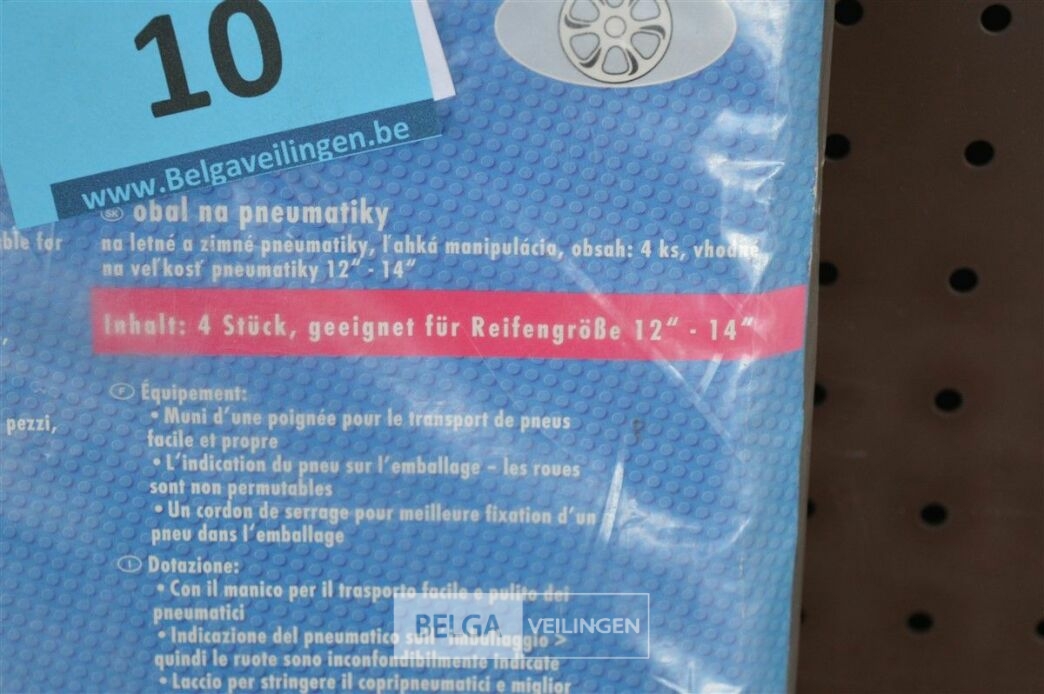 10
www.Belgaveilingen.be
SK obal na pneumatiky
na letné a zimné pneumatiky, ľahká manipulácia, obsah: 4 ks, vhodné
na veľkosť pneumatiky 12" - 14"
ble for
Inhalt: 4 Stück, geeignet für Reifengröße 12" - 14"
F Équipement:
• Muni d'une poignée pour le transport de pneus
facile et propre
pezzi,
• L'indication du pneu sur l'emballage – les roues
sont non permutables
• Un cordon de serrage pour meilleure fixation d'un
pneu dans l'emballage
I Dotazione:
• Con il manico per il trasporto facile e pulito dei
pneumatici
• Indicazione del pneumatico sull'imballaggio >
quindi le ruote sono inconfondibilmente indicate
• Laccio per stringere il copripneumatici e miglior
BELGA VEILINGEN